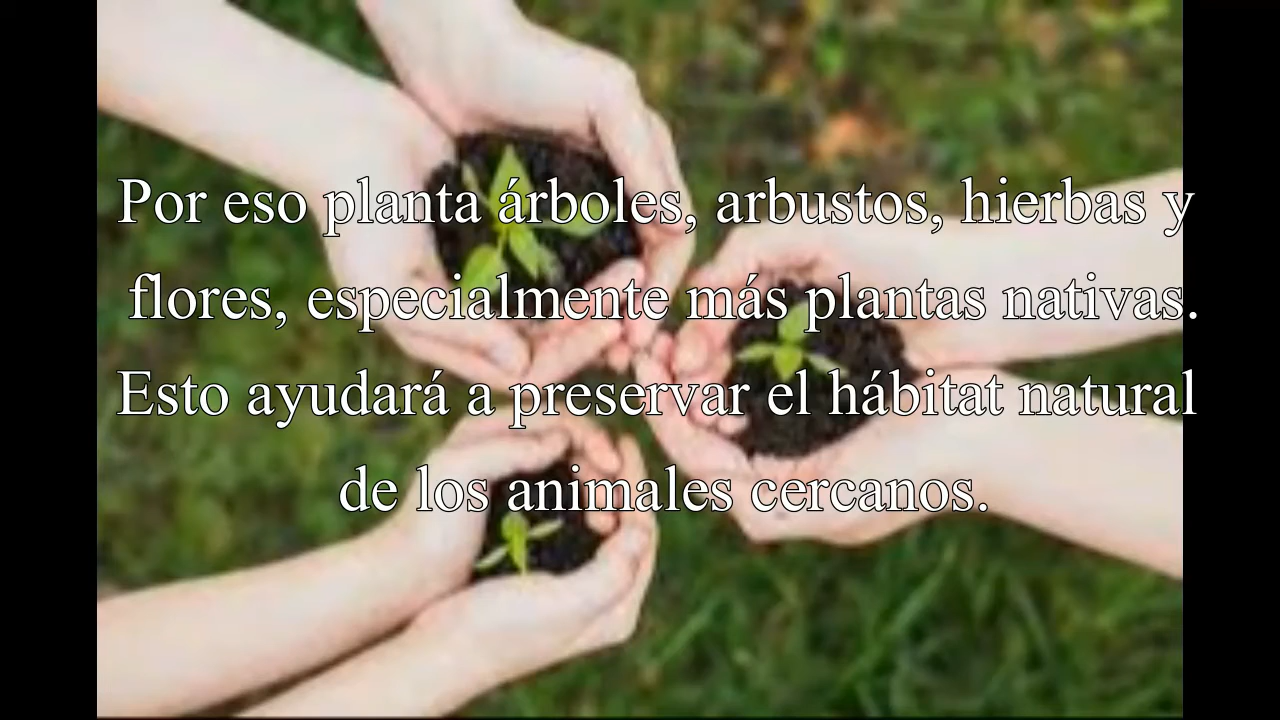 Por eso planta árboles, arbustos, hierbas y
flores, especialmente más plantas nativas.
Esto ayudará a preservar el hábitat natural
de los animales cercanos.